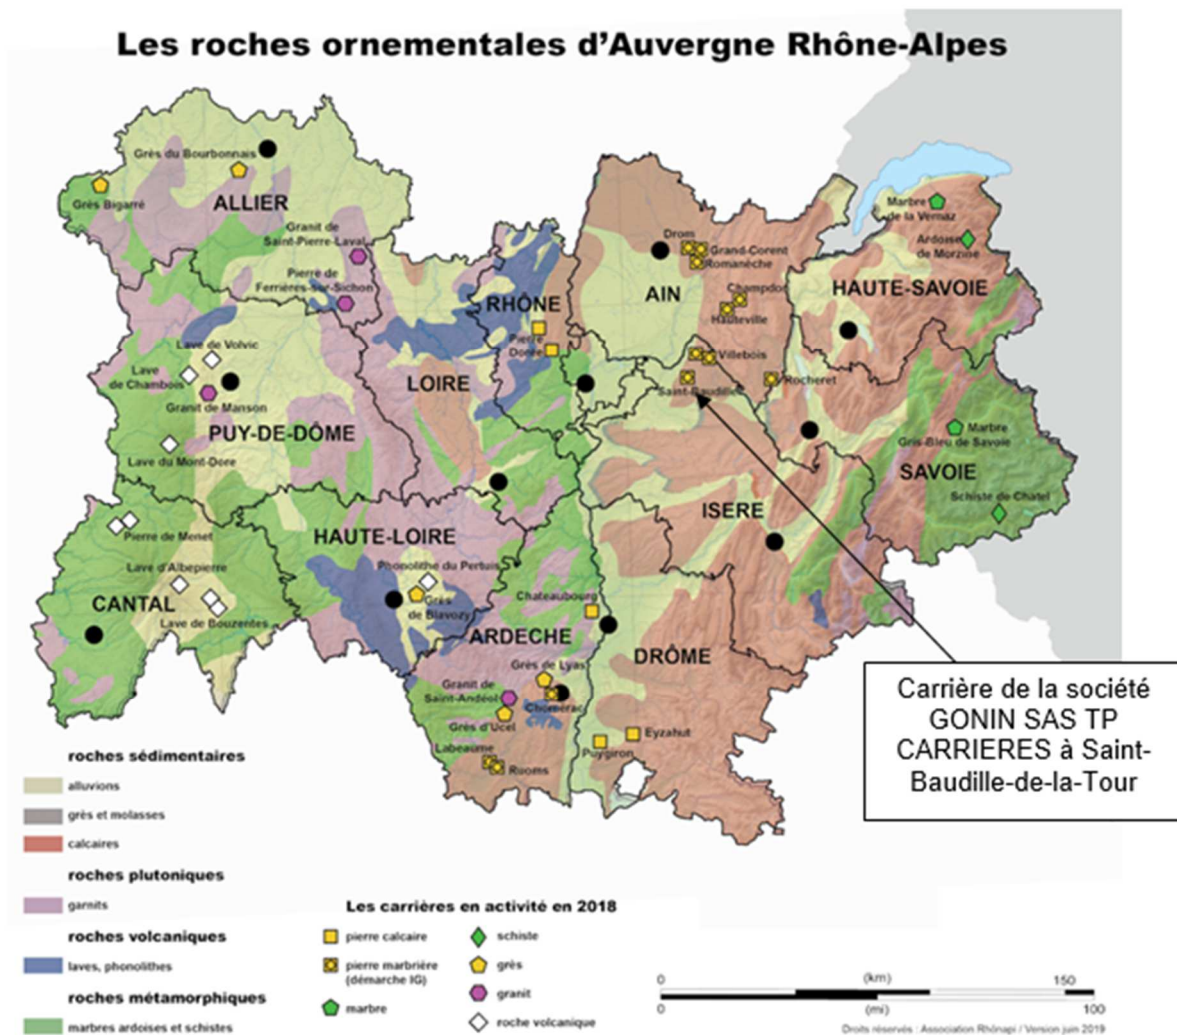 Les roches ornementales d'Auvergne Rhône-Alpes
Grès du Bourbonnais
Grès Bigarré
ALLIER
Granit de
Saint-Pierre-Laval
Pierre de
Ferrières-sur-Sichon
Marbre
de la Vernaz
Ardoise
de Morzine
Drom
Grand-Corent
Romanèche
RHÔNE
AIN
Champdor
Hauteville
HAUTE-SAVOIE
Lave de Volvic
Lave
de Chambois
Granit de Manson
Pierre
Dorée
LOIRE
Villebois
Saint-Baudille
Rocheret
PUY-DE-DÔME
Lave du Mont-Dore
Marbre
Gris-Bleu de Savoie
SAVOIE
Schiste de Chatel
ISERE
Pierre de Menet
HAUTE-LOIRE
Lave d'Albepierre
Phonolithe du Pertuis
Grès
de Blavozy
CANTAL
Lave de Bouzentes
Chateaubourg
ARDECHE
DRÔME
Grès de Lyas
Granit de
Saint-Andéol
Chomérac
Grès d'Ucel
Labeaume
Ruoms
Eyzahut
Puygiron
Carrière de la société
GONIN SAS TP
CARRIERES à Saint-
Baudille-de-la-Tour
roches sédimentaires
alluvions
grès et molasses
calcaires
roches plutoniques
garnits
roches volcaniques
laves, phonolithes
roches métamorphiques
marbres ardoises et schistes
Les carrières en activité en 2018
pierre calcaire
pierre marbrière
(démarche IG)
marbre
schiste
grès
granit
roche volcanique
0 (km) 150
0 (mi) 100
Droits réservés : Association Rhônapi / Version juin 2019